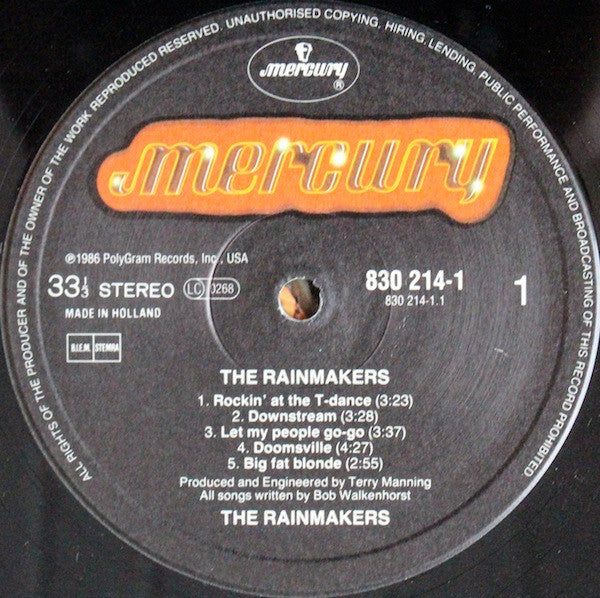 ALL RIGHTS OF THE PRODUCER AND OF THE OWNER OF THE WORK REPRODUCED RESERVED. UNAUTHORISED COPYING, HIRING, LENDING, PUBLIC PERFORMANCE AND BROADCASTING OF THIS RECORD PROHIBITED.
mercury
®
mercury
℗1986 PolyGram Records, Inc., USA
33⅓ STEREO LC 0268
MADE IN HOLLAND
B.I.E.M. STEMRA
830 214-1
830 214-1.1
1
THE RAINMAKERS
1. Rockin' at the T-dance (3:23)
2. Downstream (3:28)
3. Let my people go-go (3:37)
4. Doomsville (4:27)
5. Big fat blonde (2:55)
Produced and Engineered by Terry Manning
All songs written by Bob Walkenhorst
THE RAINMAKERS